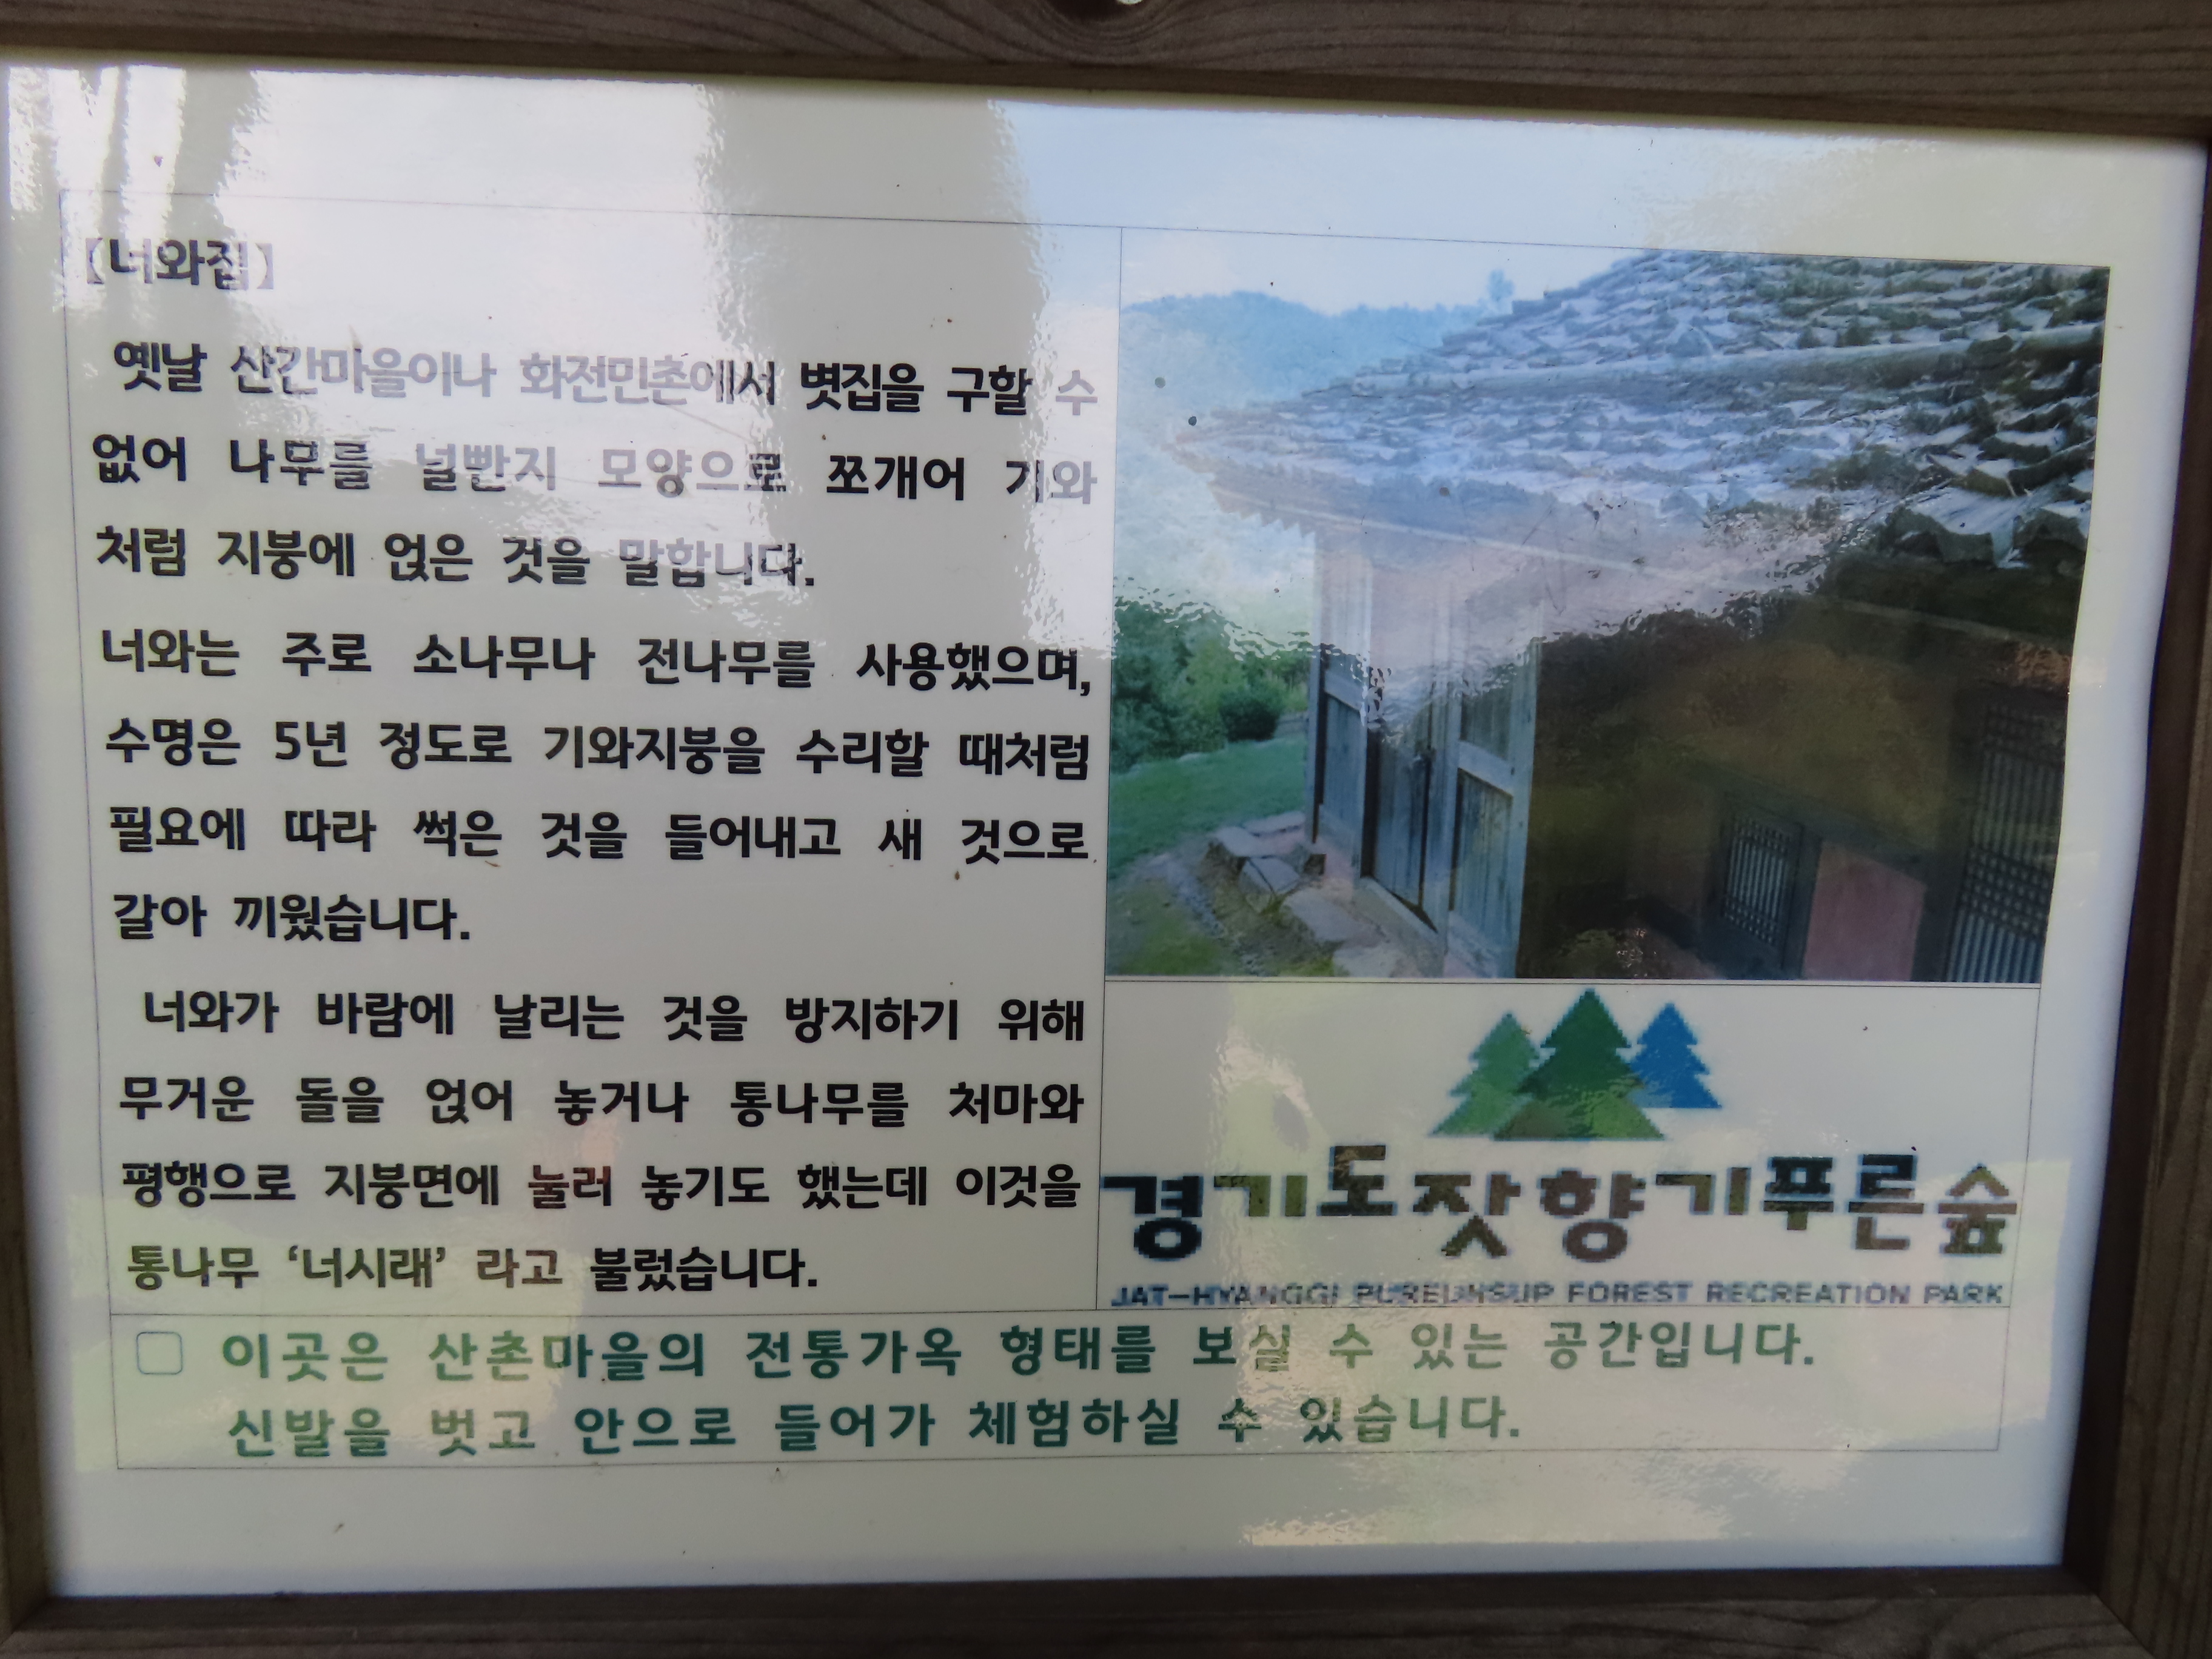 【너와집】
옛날 산간마을이나 화전민촌에서 볏집을 구할 수
없어 나무를 널빤지 모양으로 쪼개어 기와
처럼 지붕에 얹은 것을 말합니다.
너와는 주로 소나무나 전나무를 사용했으며,
수명은 5년 정도로 기와지붕을 수리할 때처럼
필요에 따라 썩은 것을 들어내고 새 것으로
갈아 끼웠습니다.
너와가 바람에 날리는 것을 방지하기 위해
무거운 돌을 얹어 놓거나 통나무를 처마와
평행으로 지붕면에 눌러 놓기도 했는데 이것을
통나무 ‘너시래’ 라고 불렀습니다.
경기도잣향기푸른숲
JAT-HYANGGI PUREUNSUP FOREST RECREATION PARK
□ 이곳은 산촌마을의 전통가옥 형태를 보실 수 있는 공간입니다.
신발을 벗고 안으로 들어가 체험하실 수 있습니다.